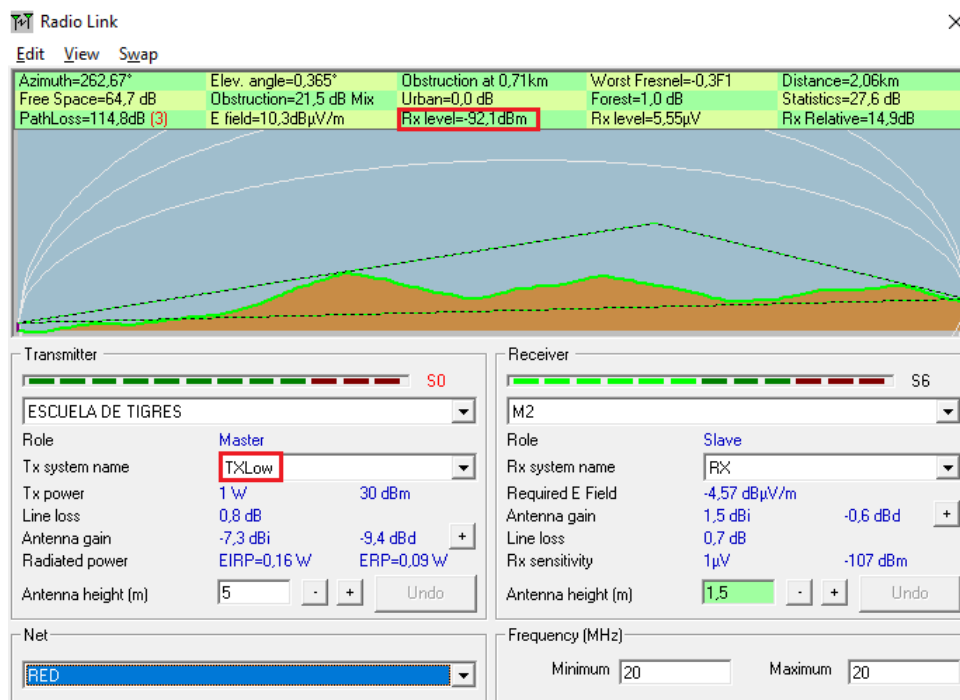 Radio Link
Edit View Swap
Azimuth=262,67° Elev. angle=0,365° Obstruction at 0,71km Worst Fresnel=-0,3F1 Distance=2,06km
Free Space=64,7 dB Obstruction=21,5 dB Mix Urban=0,0 dB Forest=1,0 dB Statistics=27,6 dB
PathLoss=114,8dB (3) E field=10,3dBµV/m Rx level=-92,1dBm Rx level=5,55µV Rx Relative=14,9dB
Transmitter
S0
ESCUELA DE TIGRES
Role Master
Tx system name TXLow
Tx power 1 W 30 dBm
Line loss 0,8 dB
Antenna gain -7,3 dBi -9,4 dBd +
Radiated power EIRP=0,16 W ERP=0,09 W
Antenna height (m) 5 - + Undo
Receiver
S6
M2
Role Slave
Rx system name RX
Required E Field -4,57 dBµV/m
Antenna gain 1,5 dBi -0,6 dBd +
Line loss 0,7 dB
Rx sensitivity 1µV -107 dBm
Antenna height (m) 1,5 - + Undo
Net
RED
Frequency (MHz)
Minimum 20 Maximum 20